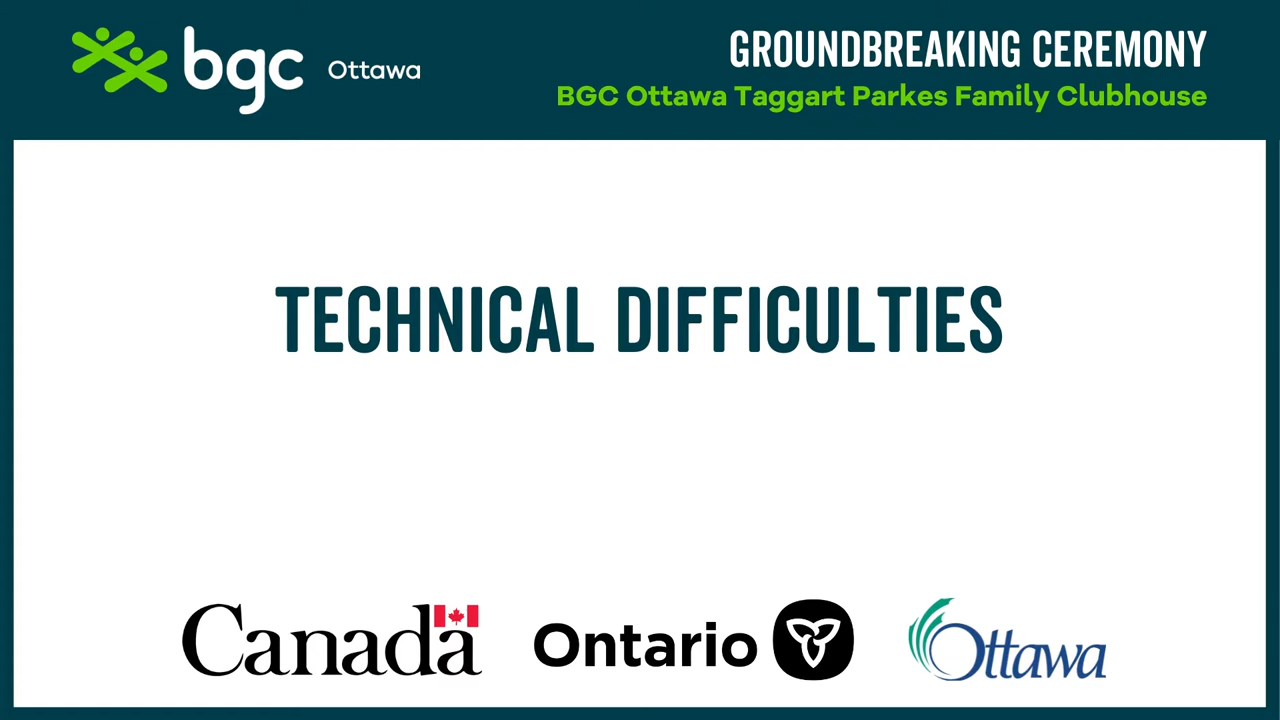 bgc Ottawa
GROUNDBREAKING CEREMONY
BGC Ottawa Taggart Parkes Family Clubhouse
TECHNICAL DIFFICULTIES
Canada
Ontario
Ottawa